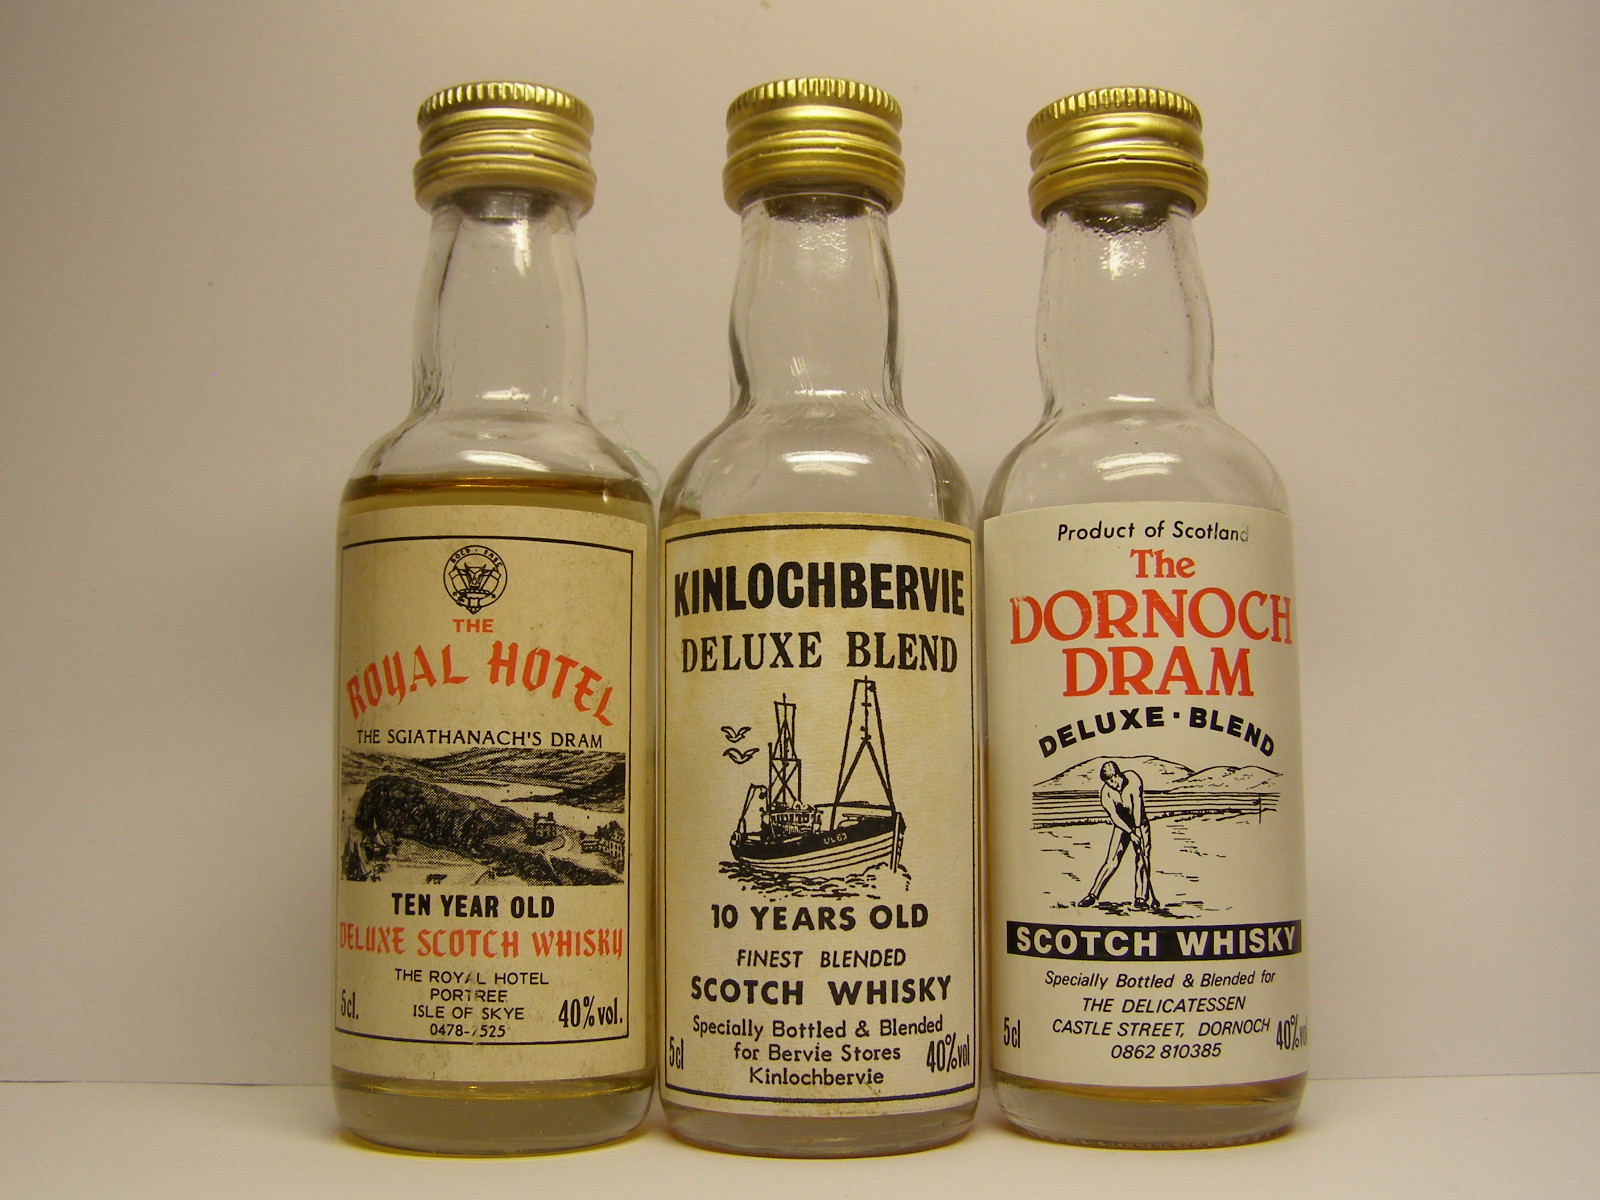 THE
ROYAL HOTEL
THE SGIATHANACH'S DRAM
TEN YEAR OLD
DELUXE SCOTCH WHISKY
THE ROYAL HOTEL
PORTREE
ISLE OF SKYE
5cl.
40% vol.
KINLOCHBERVIE
DELUXE BLEND
10 YEARS OLD
FINEST BLENDED
SCOTCH WHISKY
Specially Bottled & Blended
for Bervie Stores
Kinlochbervie
5cl
40% vol
Product of Scotland
The
DORNOCH
DRAM
DELUXE · BLEND
SCOTCH WHISKY
Specially Bottled & Blended for
THE DELICATESSEN
CASTLE STREET, DORNOCH
0862 810385
5cl
40%